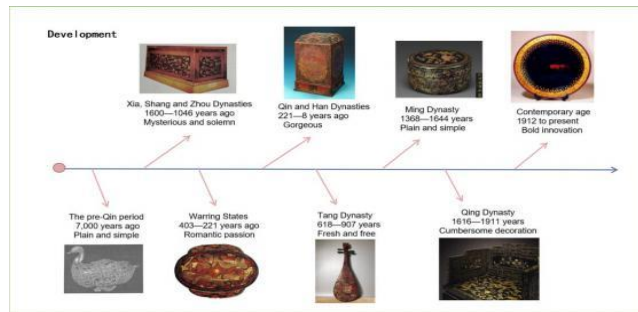 Development
Xia, Shang and Zhou Dynasties
1600—1046 years ago
Mysterious and solemn
Qin and Han Dynasties
221—8 years ago
Gorgeous
Ming Dynasty
1368—1644 years
Plain and simple
Contemporary age
1912 to present
Bold innovation
The pre-Qin period
7,000 years ago
Plain and simple
Warring States
403—221 years ago
Romantic passion
Tang Dynasty
618—907 years
Fresh and free
Qing Dynasty
1616—1911 years
Cumbersome decoration